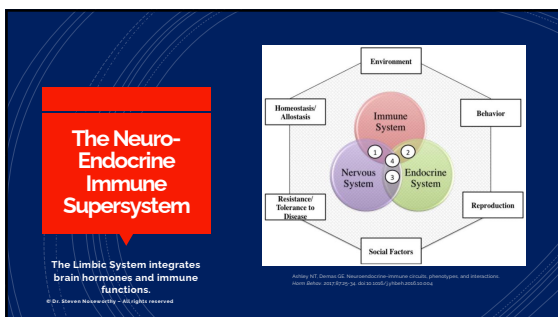 The Neuro-
Endocrine
Immune
Supersystem
The Limbic System integrates
brain hormones and immune
functions.
© Dr. Steven Noseworthy – All rights reserved
Environment
Homeostasis/
Allostasis
Behavior
Immune
System
1
2
4
3
Nervous
System
Endocrine
System
Resistance/
Tolerance to
Disease
Reproduction
Social Factors
Ashley NT, Demas GE. Neuroendocrine-immune circuits, phenotypes, and interactions.
Horm Behav. 2017;87:25-34. doi:10.1016/j.yhbeh.2016.10.004